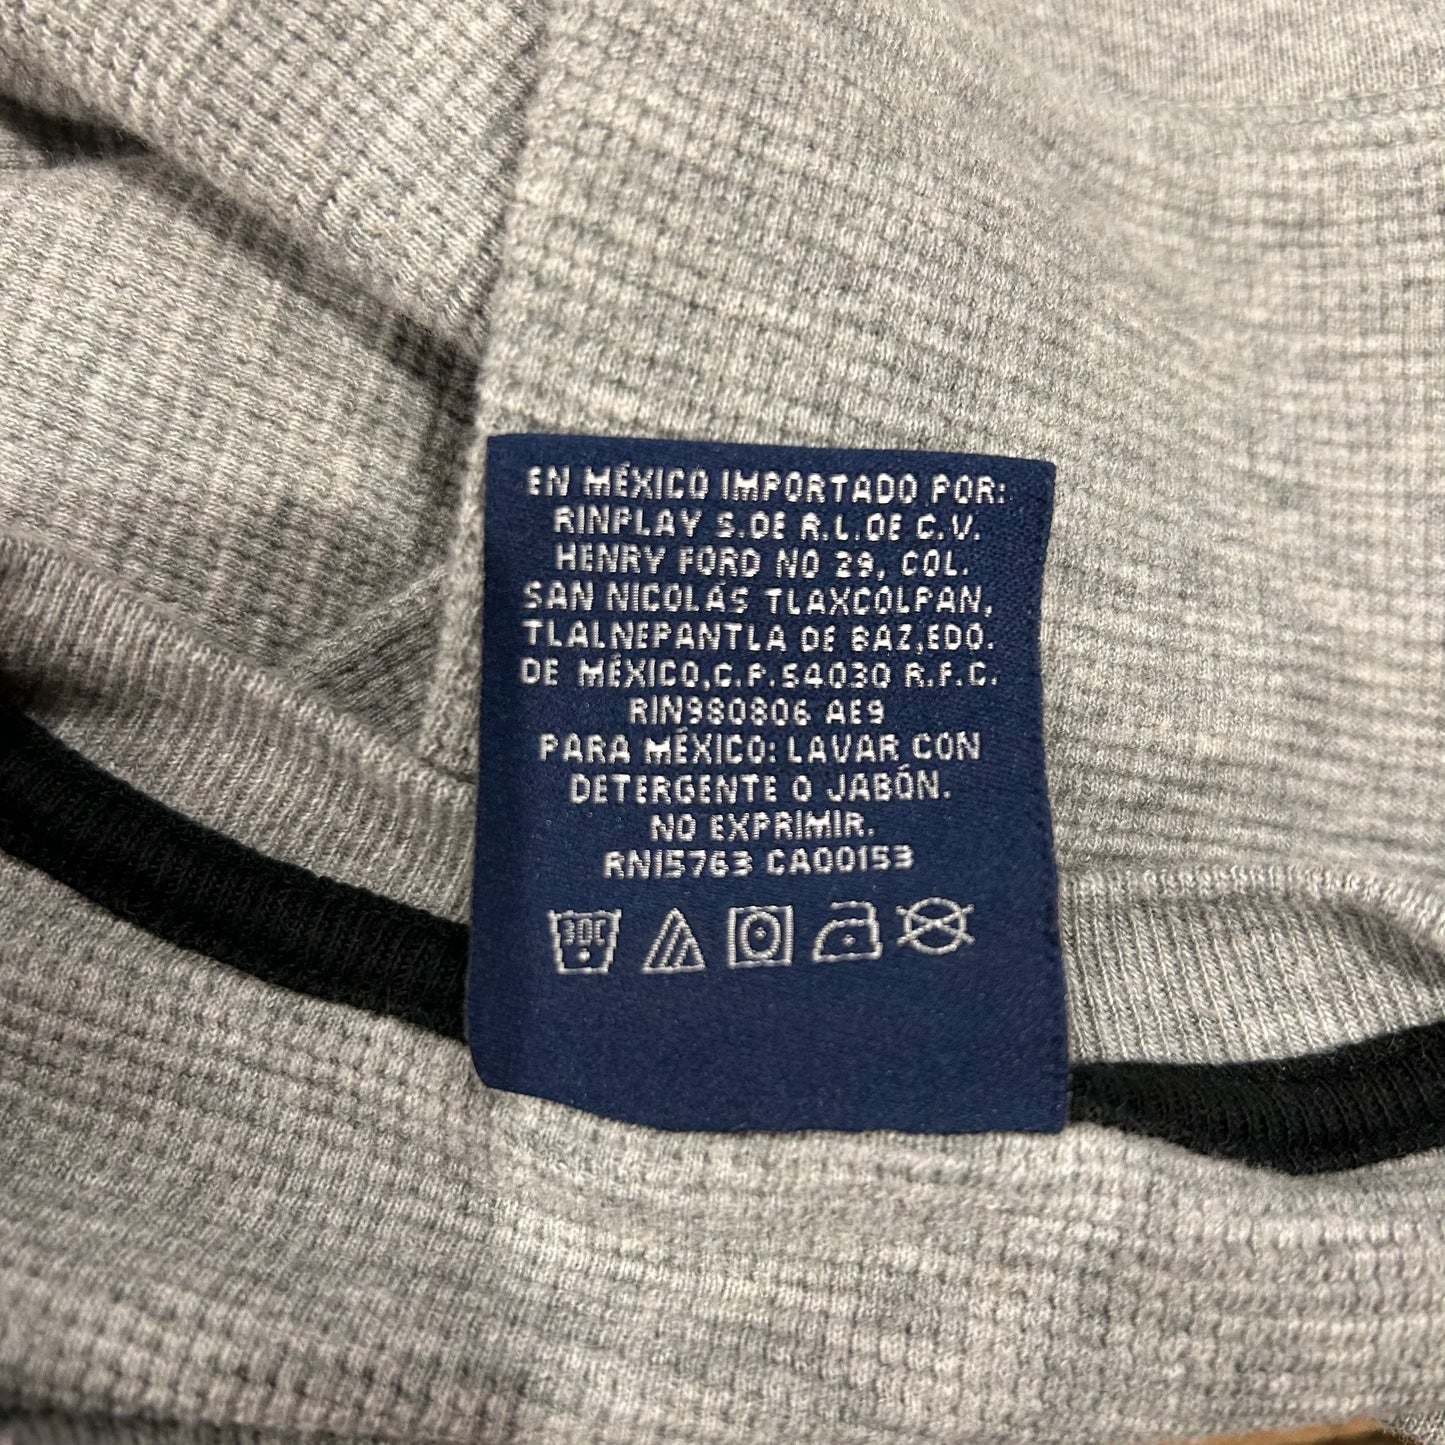 EN MÉXICO IMPORTADO POR:
RINPLAY S.DE R.L.DE C.V.
HENRY FORD NO 29, COL.
SAN NICOLÁS TLAXCOLPAN,
TLALNEPANTLA DE BAZ,EDO.
DE MÉXICO,C.P.54030 R.F.C.
RIN980806 AE9
PARA MÉXICO: LAVAR CON
DETERGENTE O JABÓN.
NO EXPRIMIR.
RN15763 CA00153
30C